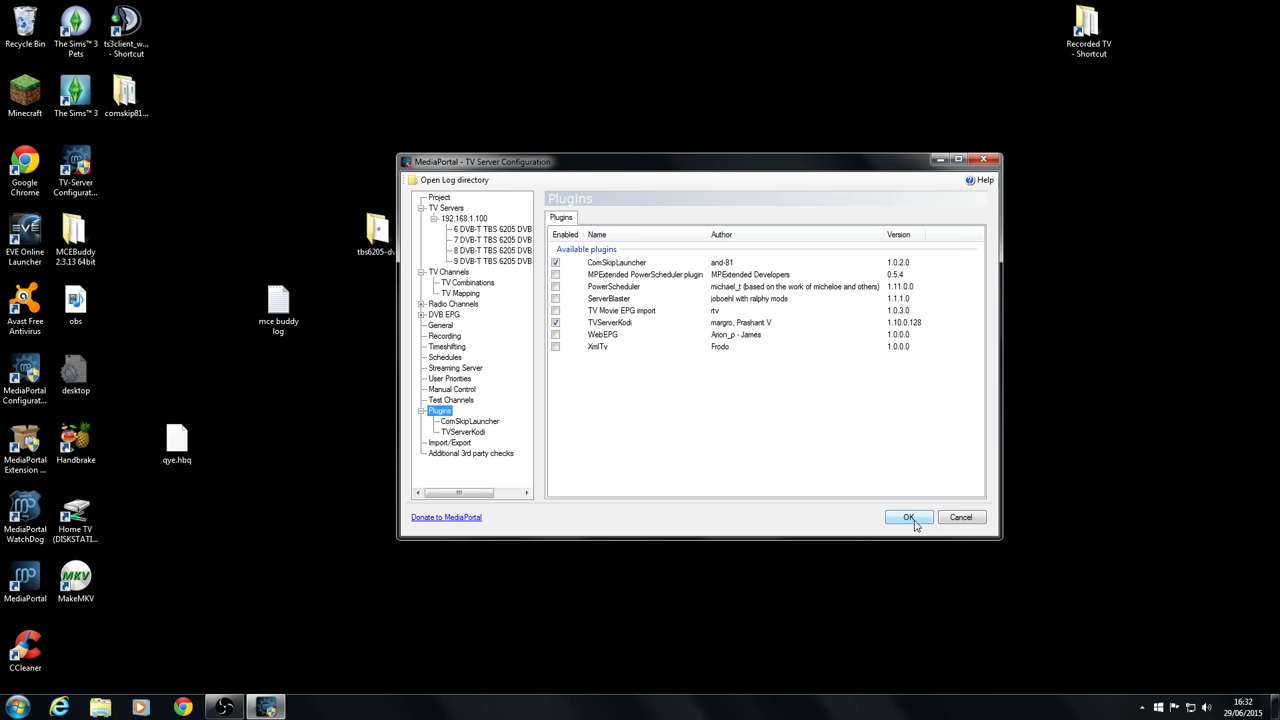 Recycle Bin
The Sims™ 3
Pets
ts3client_w...
- Shortcut
Recorded TV
- Shortcut
Minecraft
The Sims™ 3
comskip81...
Google
Chrome
TV-Server
Configurat...
EVE Online
Launcher
MCEBuddy
2.3.13 64bit
tbs6205-dv
Avast Free
Antivirus
obs
mce buddy
log
MediaPortal
Configurat...
desktop
MediaPortal
Extension ...
Handbrake
qye.hbq
MediaPortal
WatchDog
Home TV
(DISKSTATI...
MediaPortal
MakeMKV
CCleaner
MediaPortal - TV Server Configuration
Open Log directory
Help
Project
TV Servers
192.168.1.100
6 DVB-T TBS 6205 DVB
7 DVB-T TBS 6205 DVB
8 DVB-T TBS 6205 DVB
9 DVB-T TBS 6205 DVB
TV Channels
TV Combinations
TV Mapping
Radio Channels
DVB EPG
General
Recording
Timeshifting
Schedules
Streaming Server
User Priorities
Manual Control
Test Channels
Plugins
ComSkipLauncher
TVServerKodi
Import/Export
Additional 3rd party checks
Plugins
Plugins
Enabled Name Author Version
Available plugins
ComSkipLauncher and-81 1.0.2.0
MPExtended PowerScheduler plugin MPExtended Developers 0.5.4
PowerScheduler michael_t (based on the work of micheloe and others) 1.11.0.0
ServerBlaster joboehl with ralphy mods 1.1.1.0
TV Movie EPG import rtv 1.0.3.0
TVServerKodi margro, Prashant V 1.10.0.128
WebEPG Arion_p - James 1.0.0.0
XmlTv Frodo 1.0.0.0
Donate to MediaPortal
OK
Cancel
16:32
29/06/2015